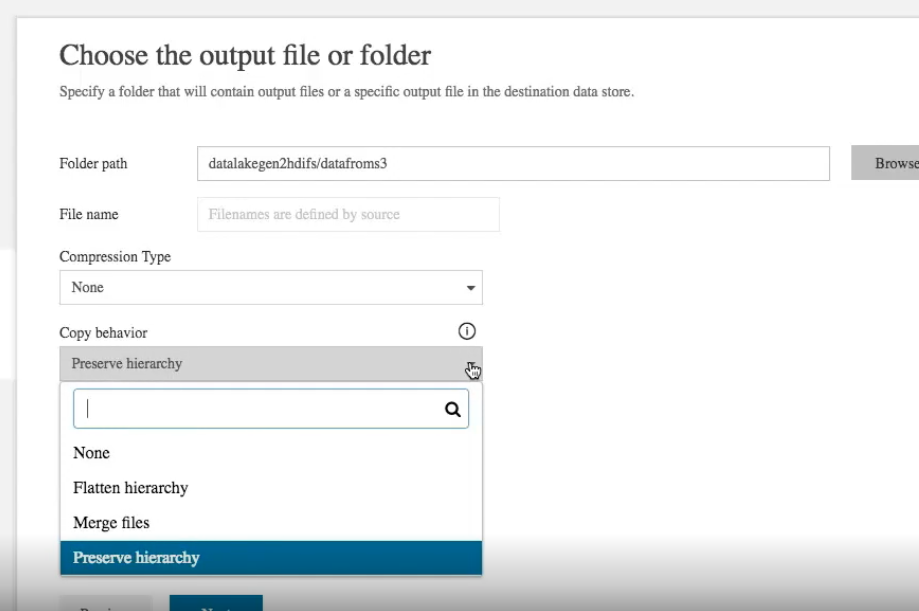 Choose the output file or folder
Specify a folder that will contain output files or a specific output file in the destination data store.
Folder path
datalakegen2hdifs/datafroms3
Browse
File name
Filenames are defined by source
Compression Type
None
Copy behavior
Preserve hierarchy
None
Flatten hierarchy
Merge files
Preserve hierarchy